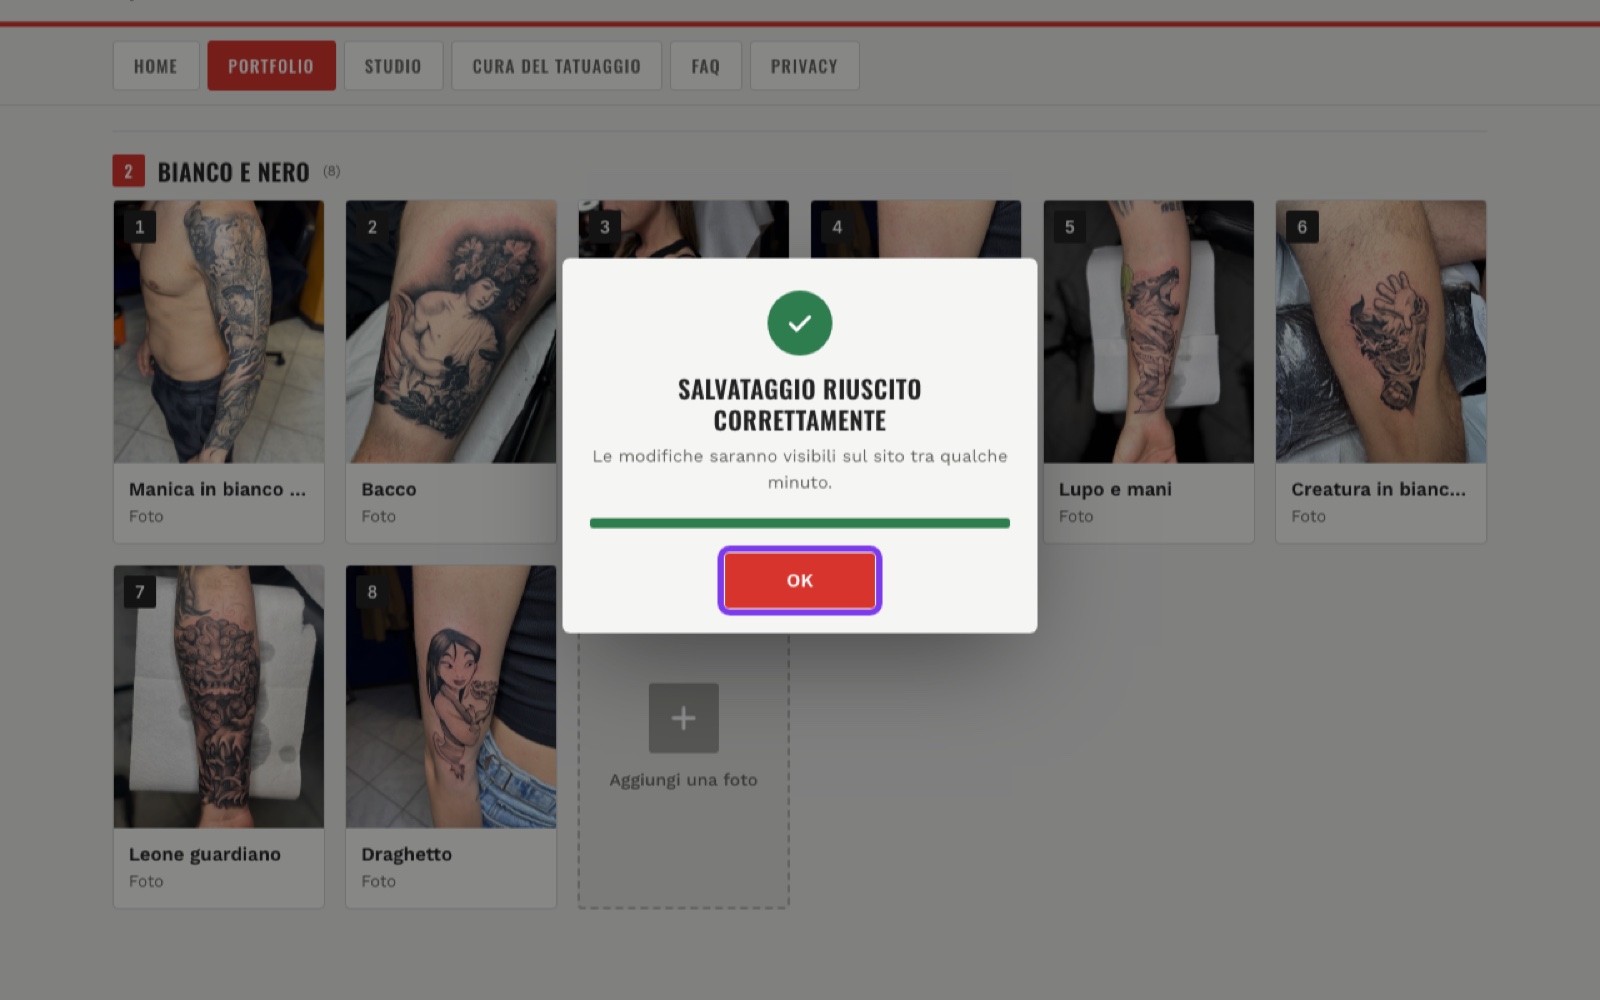 HOME
PORTFOLIO
STUDIO
CURA DEL TATUAGGIO
FAQ
PRIVACY
2 BIANCO E NERO (8)
1
2
3
4
5
6
SALVATAGGIO RIUSCITO
CORRETTAMENTE
Le modifiche saranno visibili sul sito tra qualche
minuto.
OK
Manica in bianco ...
Foto
Bacco
Foto
Lupo e mani
Foto
Creatura in bianc...
Foto
7
8
Aggiungi una foto
Leone guardiano
Foto
Draghetto
Foto